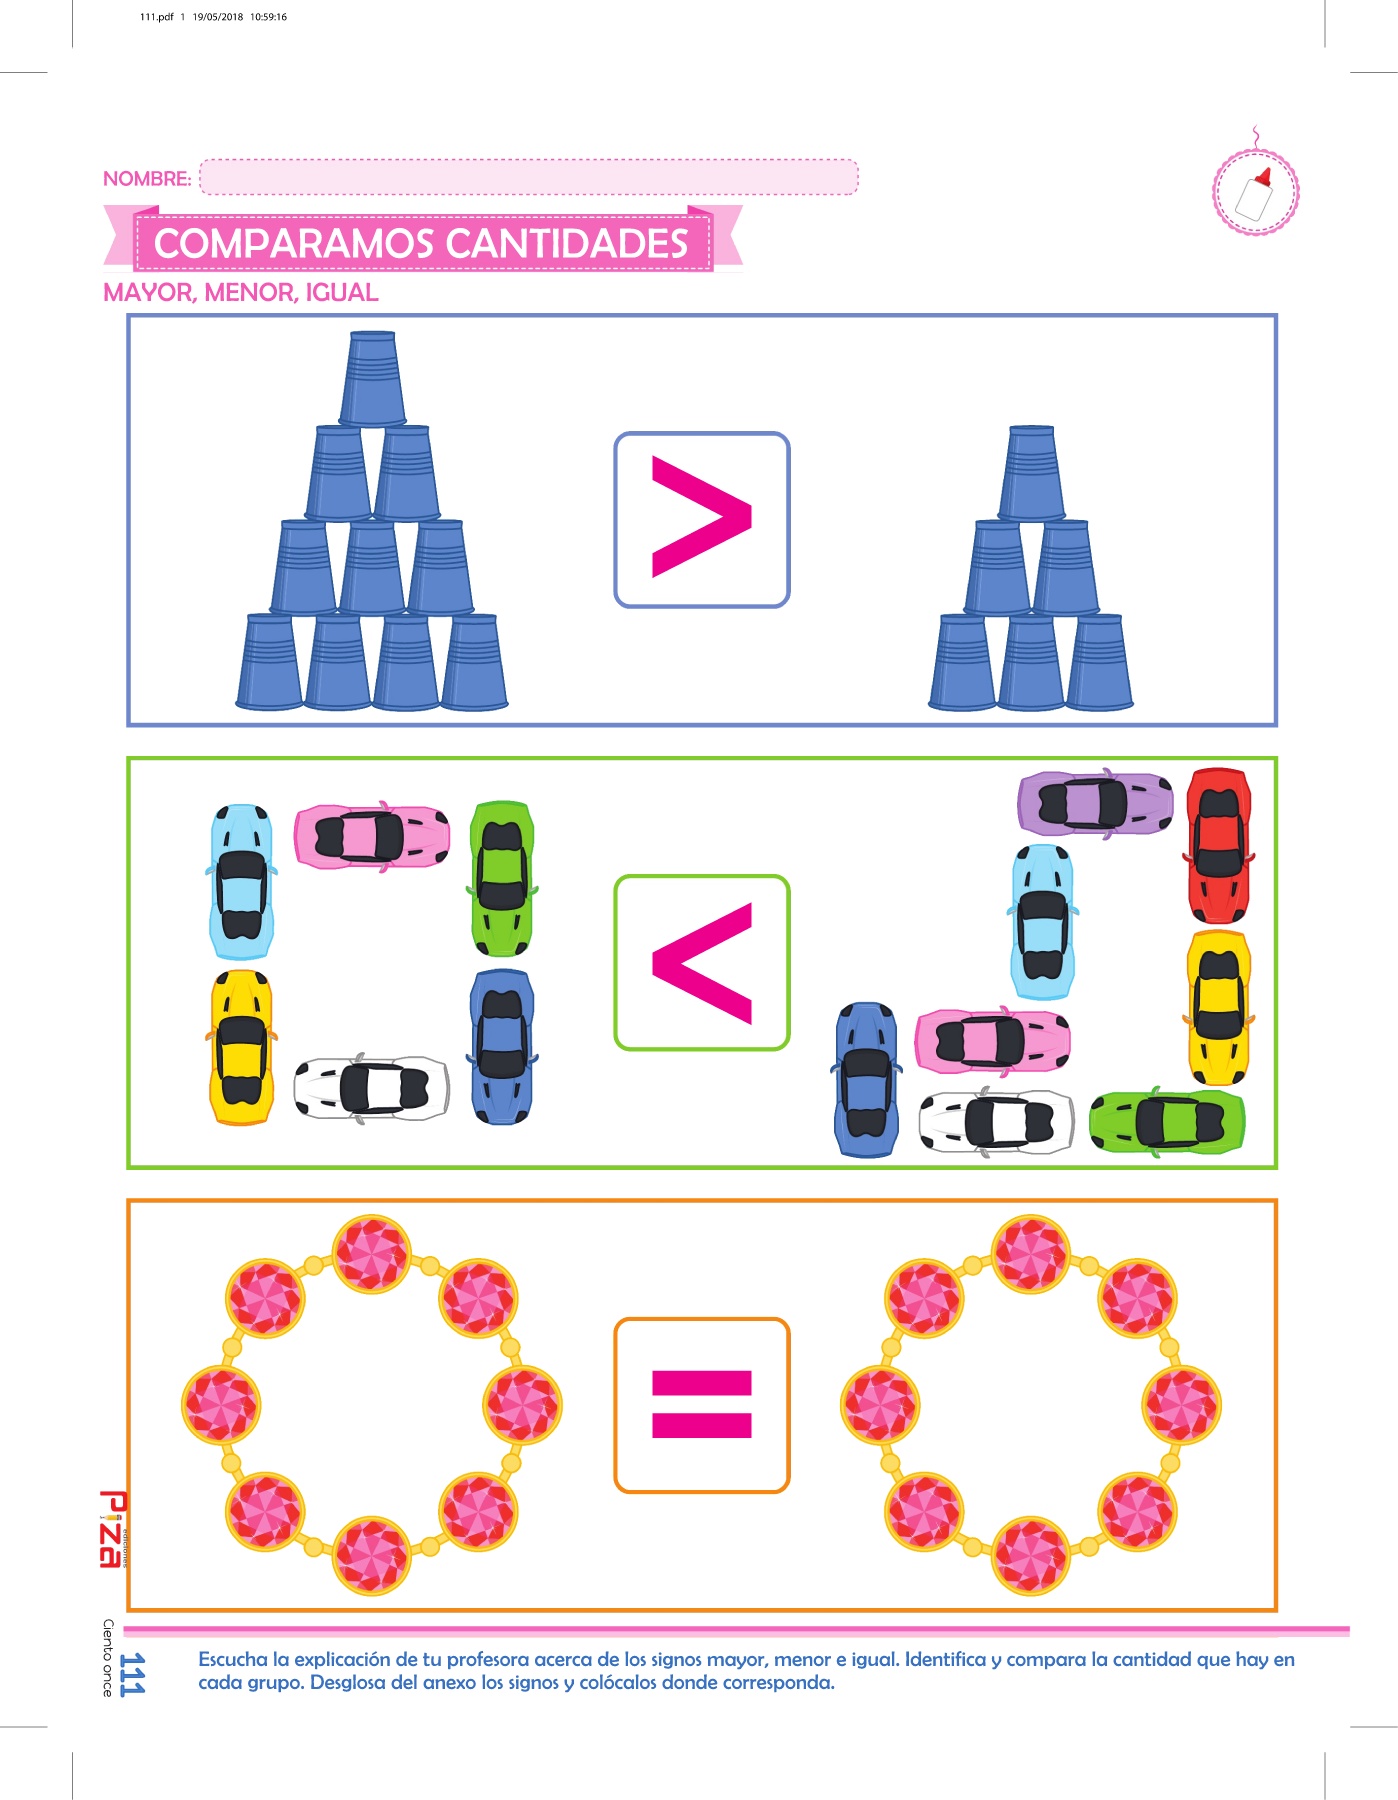 111.pdf 1 19/05/2018 10:59:16
NOMBRE:
COMPARAMOS CANTIDADES
MAYOR, MENOR, IGUAL
>
<
=
Piza
ediciones
Ciento once
111
Escucha la explicación de tu profesora acerca de los signos mayor, menor e igual. Identifica y compara la cantidad que hay en
cada grupo. Desglosa del anexo los signos y colócalos donde corresponda.